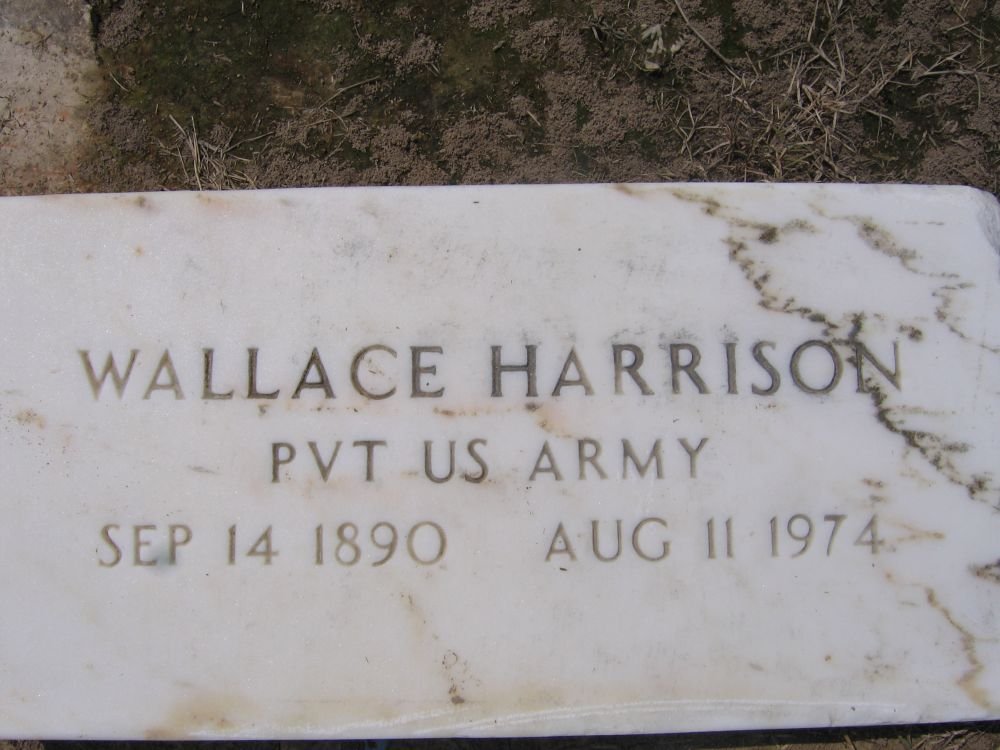 WALLACE HARRISON
PVT US ARMY
SEP 14 1890 AUG 11 1974